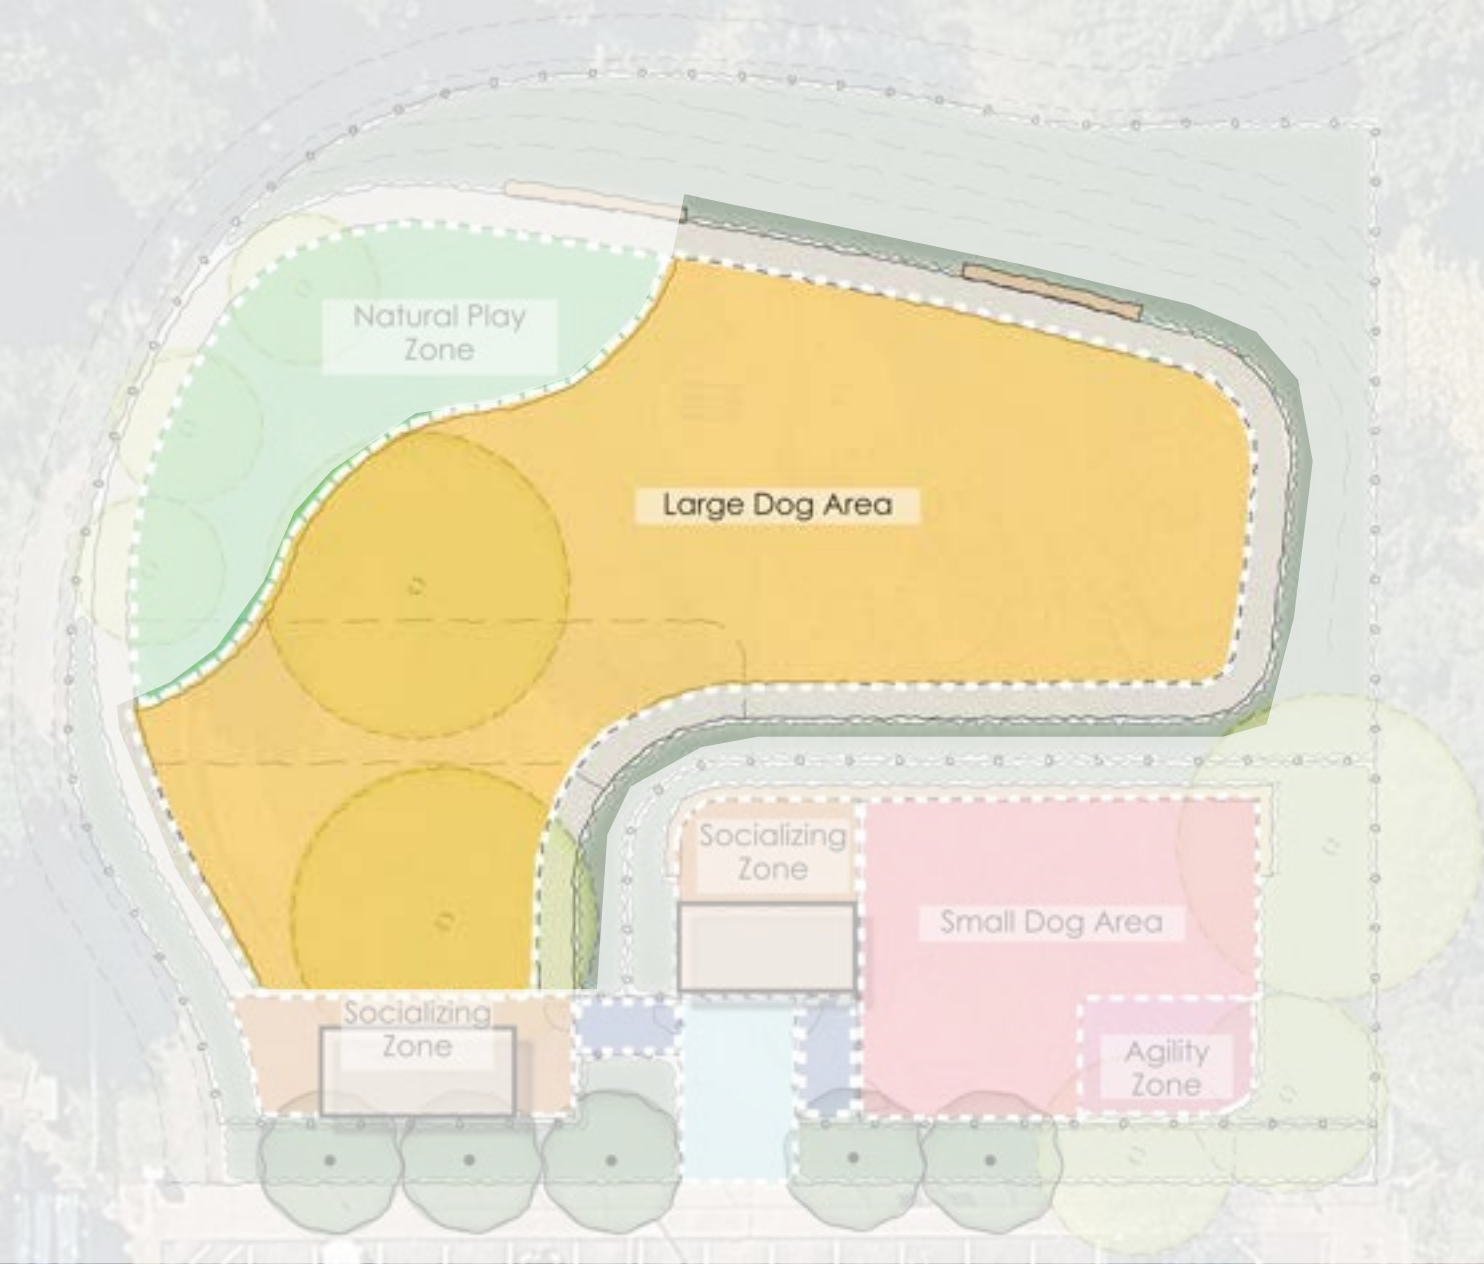 Natural Play
Zone
Large Dog Area
Socializing
Zone
Small Dog Area
Socializing
Zone
Agility
Zone